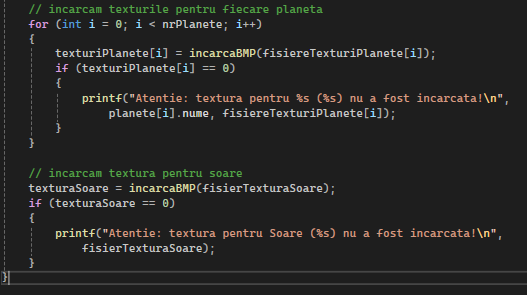 // incarcam texturile pentru fiecare planeta
for (int i = 0; i < nrPlanete; i++)
{
texturiPlanete[i] = incarcaBMP(fisiereTexturiPlanete[i]);
if (texturiPlanete[i] == 0)
{
printf("Atentie: textura pentru %s (%s) nu a fost incarcata!\n",
planete[i].nume, fisiereTexturiPlanete[i]);
}
}
// incarcam textura pentru soare
texturaSoare = incarcaBMP(fisierTexturaSoare);
if (texturaSoare == 0)
{
printf("Atentie: textura pentru Soare (%s) nu a fost incarcata!\n",
fisierTexturaSoare);
}
}